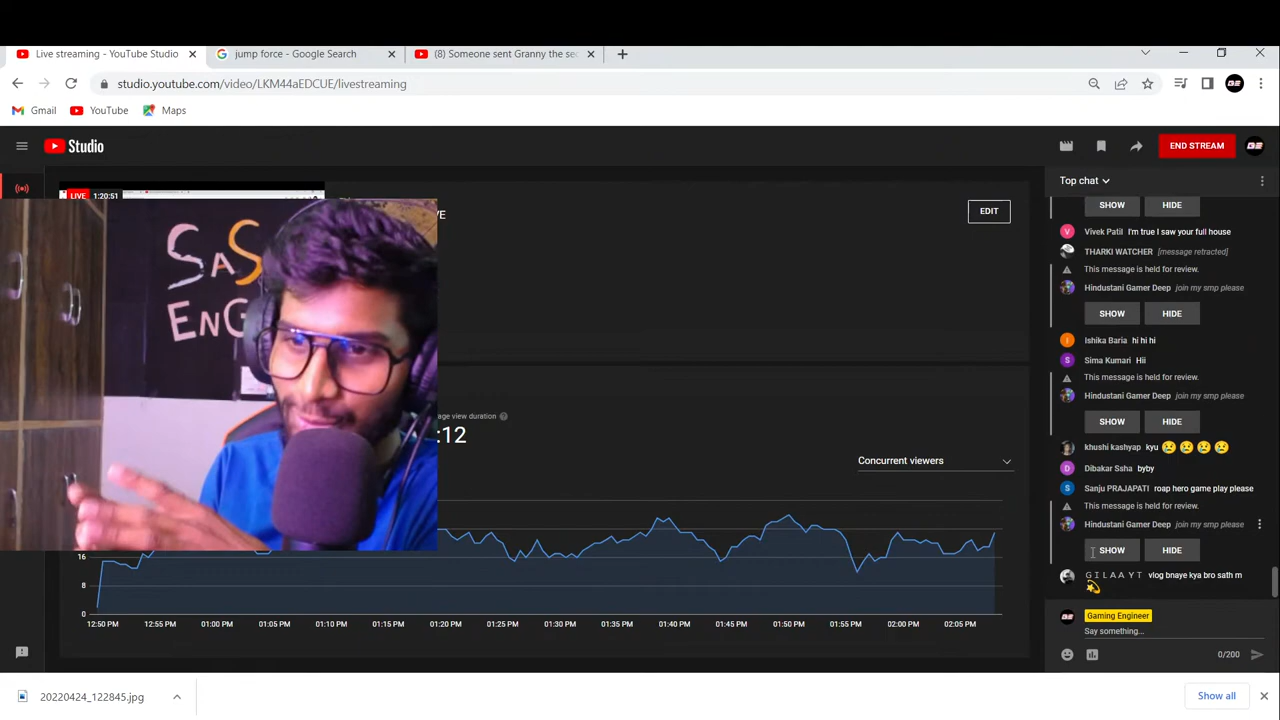 Live streaming - YouTube Studio
jump force - Google Search
(8) Someone sent Granny the sec
studio.youtube.com/video/LKM44aEDCUE/livestreaming
Gmail
YouTube
Maps
Studio
END STREAM
LIVE 1:20:51
VE
EDIT
SAS
ENG
age view duration
:12
Concurrent viewers
16
8
0
12:50 PM 12:55 PM 01:00 PM 01:05 PM 01:10 PM 01:15 PM 01:20 PM 01:25 PM 01:30 PM 01:35 PM 01:40 PM 01:45 PM 01:50 PM 01:55 PM 02:00 PM 02:05 PM
Top chat
SHOW HIDE
Vivek Patil I'm true I saw your full house
THARKI WATCHER [message retracted]
This message is held for review.
Hindustani Gamer Deep join my smp please
SHOW HIDE
Ishika Baria hi hi hi
Sima Kumari Hii
This message is held for review.
Hindustani Gamer Deep join my smp please
SHOW HIDE
khushi kashyap kyu 😢 😢 😢 😢
Dibakar Ssha byby
Sanju PRAJAPATI roap hero game play please
This message is held for review.
Hindustani Gamer Deep join my smp please
SHOW HIDE
G I L A A Y T vlog bnaye kya bro sath m
💫
Gaming Engineer
Say something...
0/200
20220424_122845.jpg
Show all